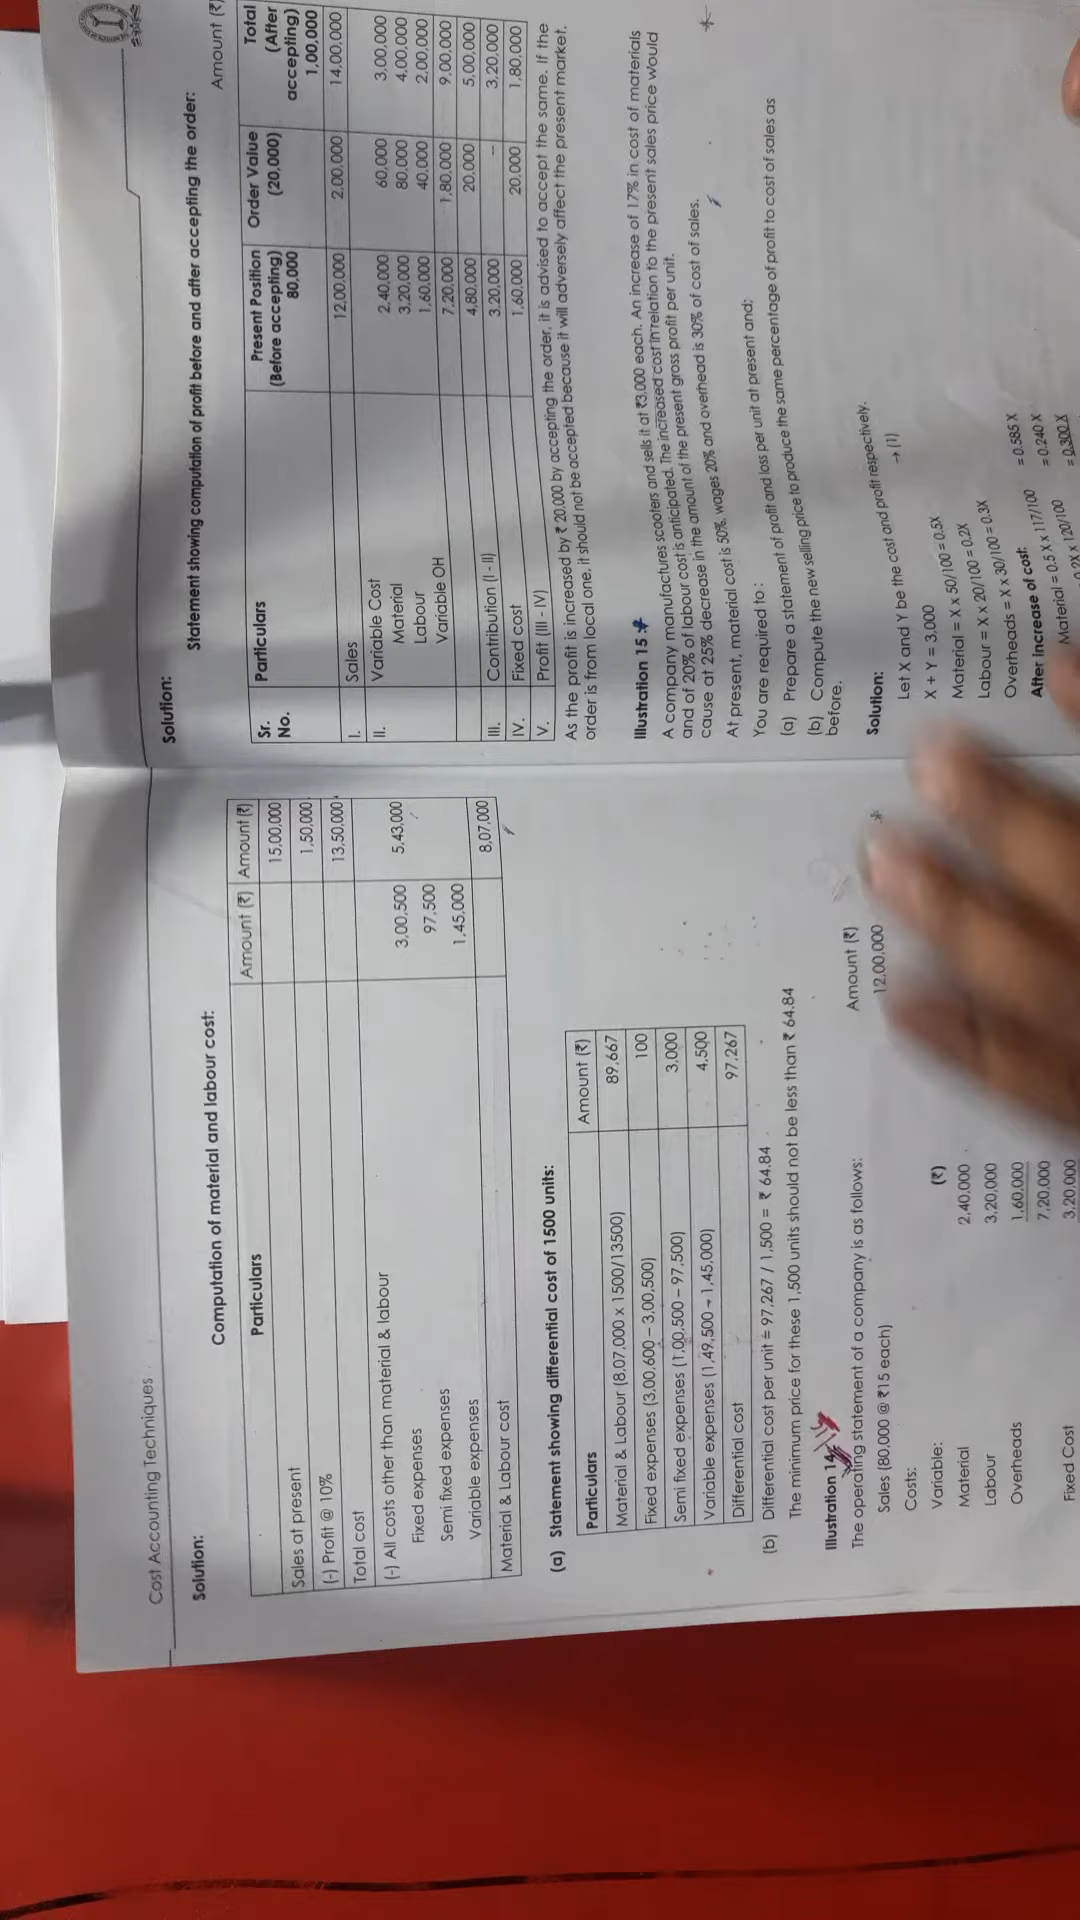 Cost Accounting Techniques
Solution:
Computation of material and labour cost:
Particulars Amount (₹) Amount (₹)
Sales at present 15,00,000
(-) Profit @ 10% 1,50,000
Total cost 13,50,000
(-) All costs other than material & labour
Fixed expenses 3,00,500 5,43,000
Semi fixed expenses 97,500
Variable expenses 1,45,000
Material & Labour cost 8,07,000
(a) Statement showing differential cost of 1500 units:
Particulars Amount (₹)
Material & Labour (8,07,000 x 1500/13500) 89,667
Fixed expenses (3,00,600 – 3,00,500) 100
Semi fixed expenses (1,00,500 – 97,500) 3,000
Variable expenses (1,49,500 – 1,45,000) 4,500
Differential cost 97,267
(b) Differential cost per unit = 97,267 / 1,500 = ₹ 64.84
The minimum price for these 1,500 units should not be less than ₹ 64.84
Illustration 14
The operating statement of a company is as follows:
Amount (₹)
Sales (80,000 @ ₹15 each) 12,00,000
Costs:
Variable: (₹)
Material 2,40,000
Labour 3,20,000
Overheads 1,60,000
7,20,000
Fixed Cost 3,20,000
Solution:
Statement showing computation of profit before and after accepting the order:
Amount (₹)
Sr. No. Particulars Present Position (Before accepting) 80,000 Order Value (20,000) Total (After accepting) 1,00,000
I. Sales 12,00,000 2,00,000 14,00,000
II. Variable Cost
Material 2,40,000 60,000 3,00,000
Labour 3,20,000 80,000 4,00,000
Variable OH 1,60,000 40,000 2,00,000
7,20,000 1,80,000 9,00,000
III. Contribution (I - II) 4,80,000 20,000 5,00,000
IV. Fixed cost 3,20,000 -- 3,20,000
V. Profit (III - IV) 1,60,000 20,000 1,80,000
As the profit is increased by ₹ 20,000 by accepting the order, it is advised to accept the same. If the
order is from local one, it should not be accepted because it will adversely affect the present market.
Illustration 15
A company manufactures scooters and sells it at ₹3,000 each. An increase of 17% in cost of materials
and of 20% of labour cost is anticipated. The increased cost in relation to the present sales price would
cause at 25% decrease in the amount of the present gross profit per unit.
At present, material cost is 50%, wages 20% and overhead is 30% of cost of sales.
You are required to :
(a) Prepare a statement of profit and loss per unit at present and;
(b) Compute the new selling price to produce the same percentage of profit to cost of sales as
before.
Solution:
Let X and Y be the cost and profit respectively.
X + Y = 3,000 → (1)
Material = X x 50/100 = 0.5X
Labour = X x 20/100 = 0.2X
Overheads = X x 30/100 = 0.3X
After increase of cost:
Material = 0.5 X x 117/100 = 0.585 X
0.2X x 120/100 = 0.240 X
= 0.300 X